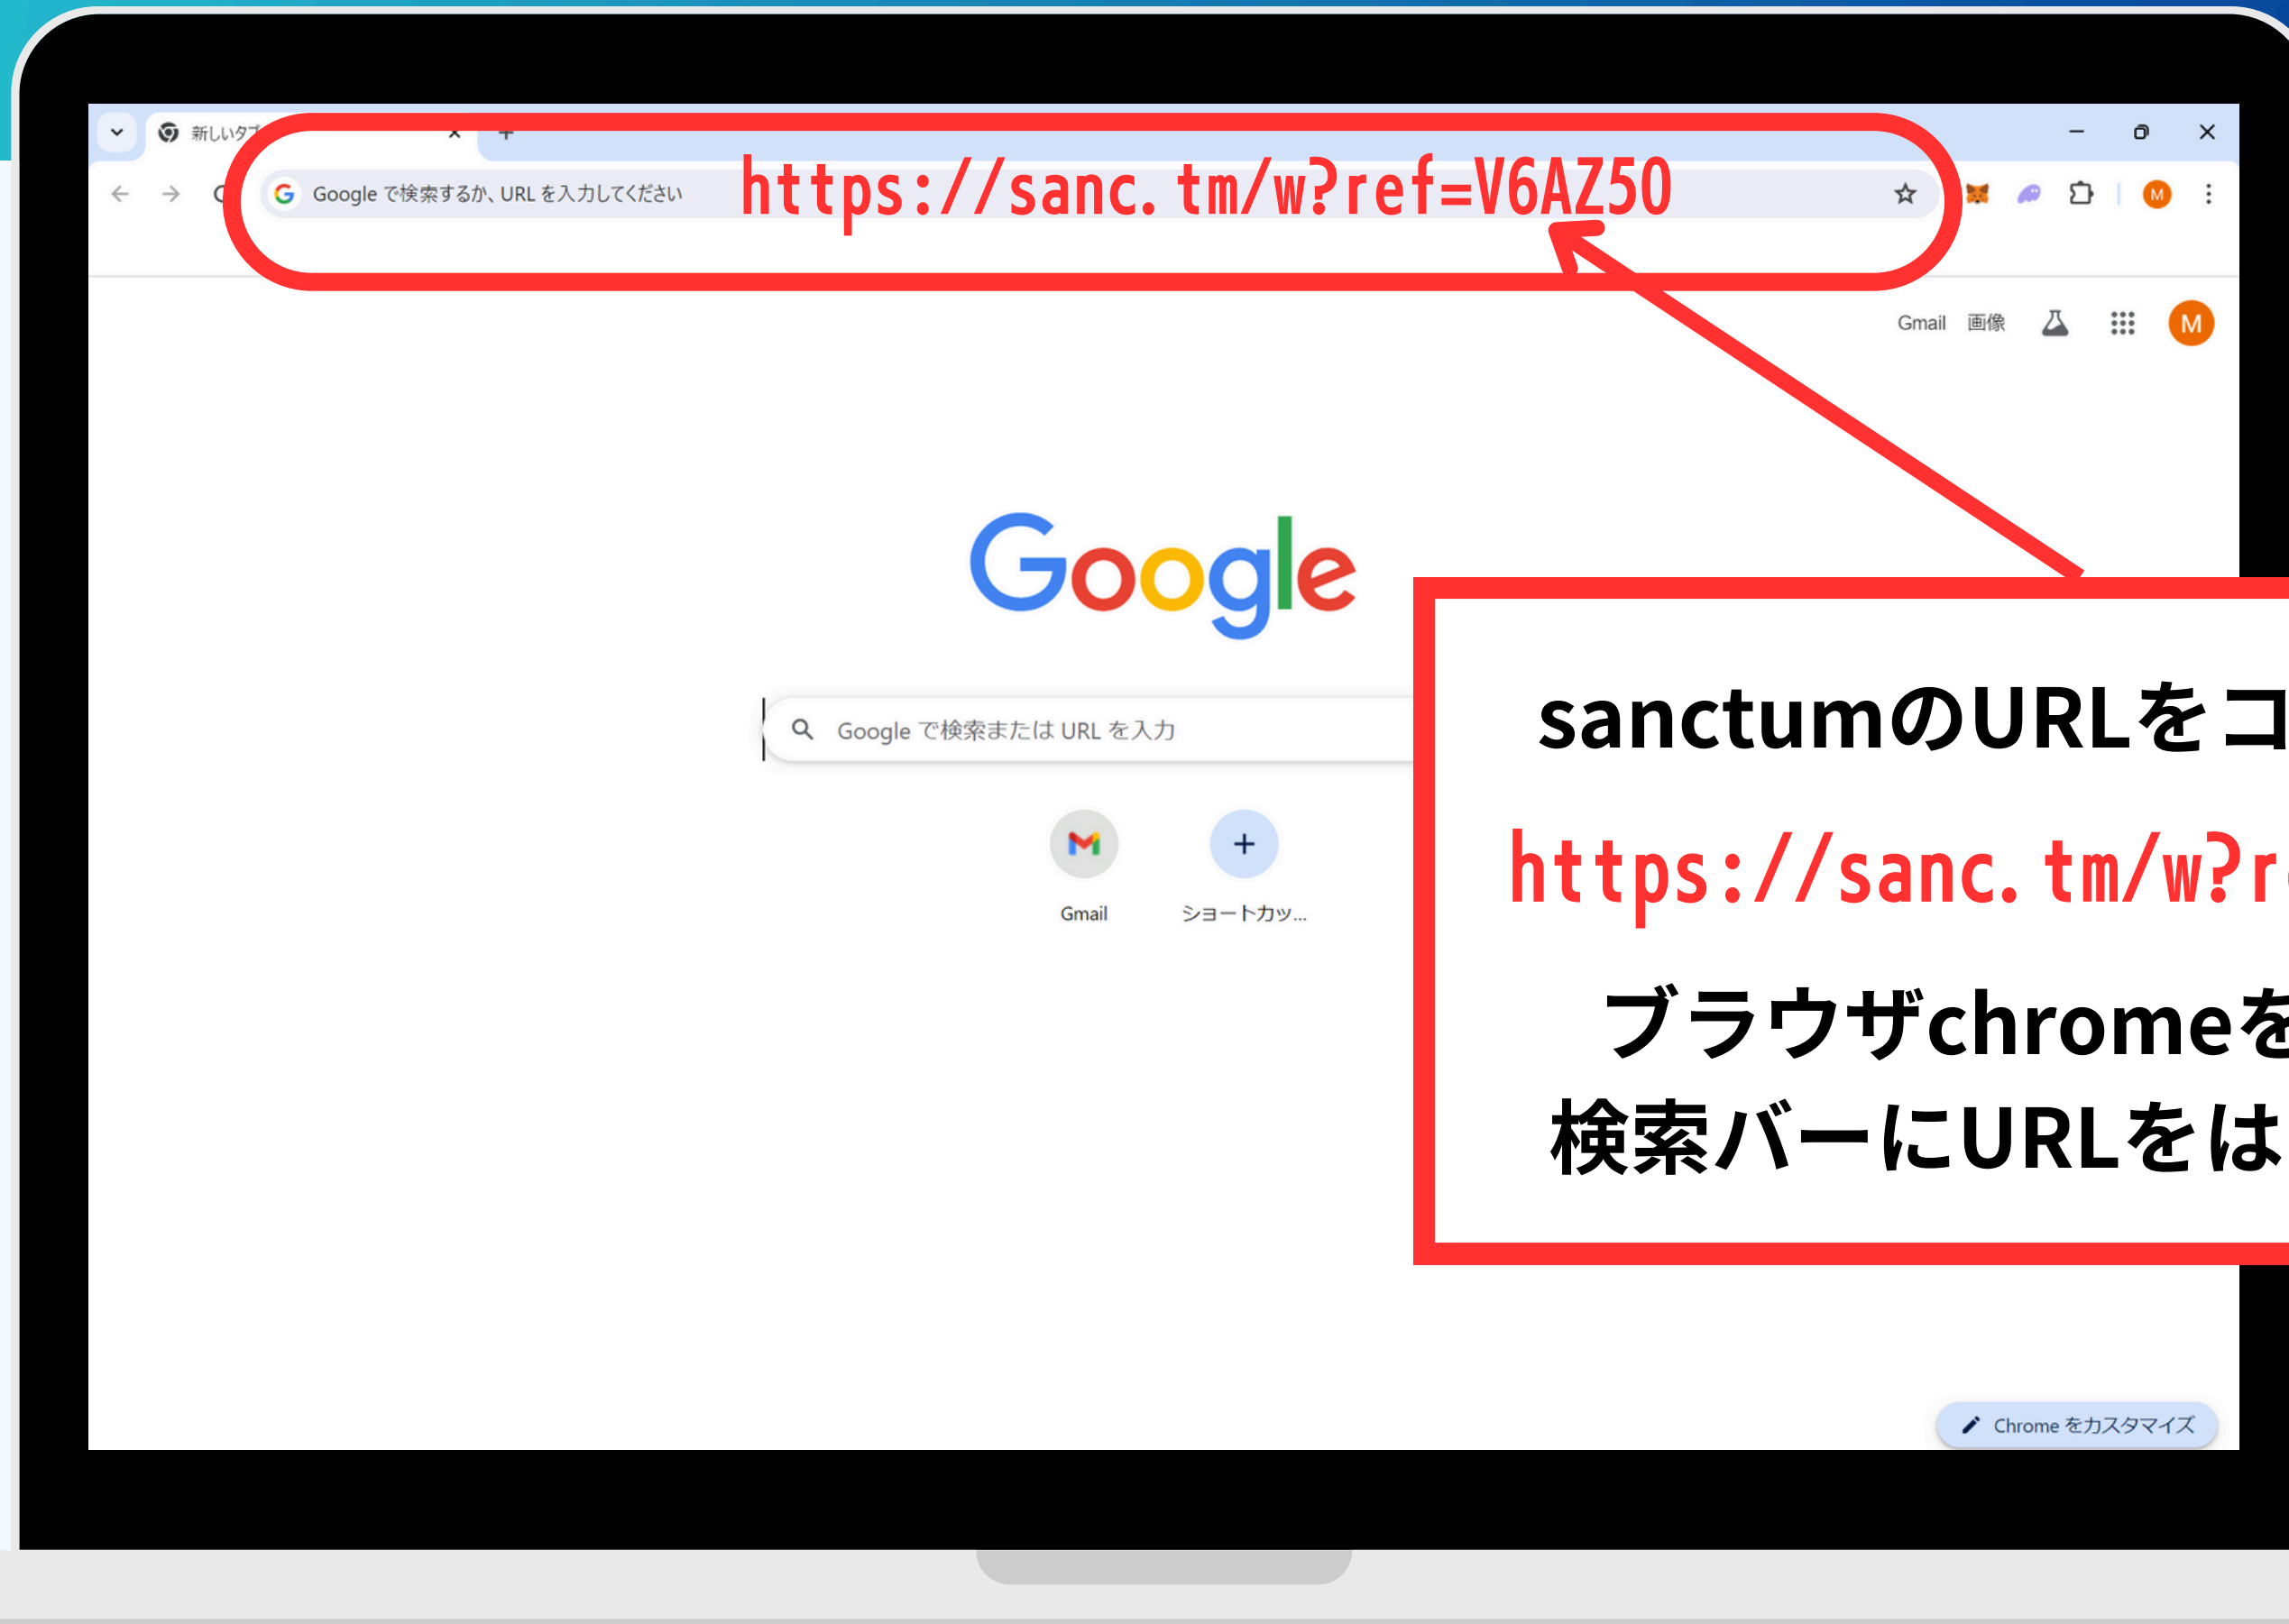 新しいタブ
Google で検索するか、URL を入力してください
https://sanc.tm/w?ref=V6AZ50
M
Gmail 画像
M
Google
Google で検索または URL を入力
Gmail
ショートカッ...
sanctumのURLをコ
https://sanc.tm/w?r
ブラウザchromeを
検索バーにURLをは
Chrome をカスタマイズ